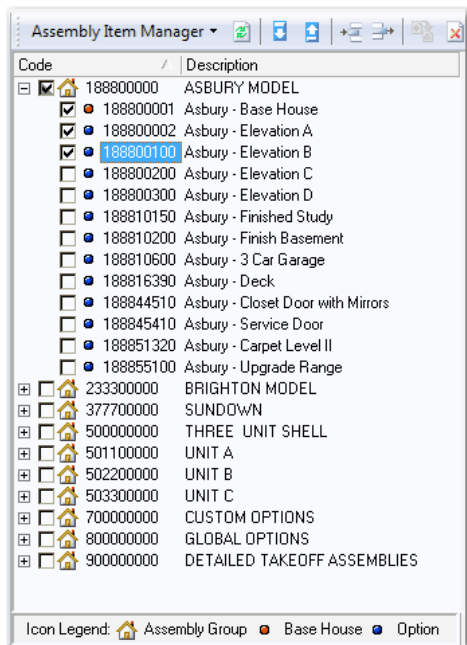 Assembly Item Manager
Code Description
188800000 ASBURY MODEL
188800001 Asbury - Base House
188800002 Asbury - Elevation A
188800100 Asbury - Elevation B
188800200 Asbury - Elevation C
188800300 Asbury - Elevation D
188810150 Asbury - Finished Study
188810200 Asbury - Finish Basement
188810600 Asbury - 3 Car Garage
188816390 Asbury - Deck
188844510 Asbury - Closet Door with Mirrors
188845410 Asbury - Service Door
188851320 Asbury - Carpet Level II
188855100 Asbury - Upgrade Range
233300000 BRIGHTON MODEL
377700000 SUNDOWN
500000000 THREE UNIT SHELL
501100000 UNIT A
502200000 UNIT B
503300000 UNIT C
700000000 CUSTOM OPTIONS
800000000 GLOBAL OPTIONS
900000000 DETAILED TAKEOFF ASSEMBLIES
Icon Legend: Assembly Group Base House Option